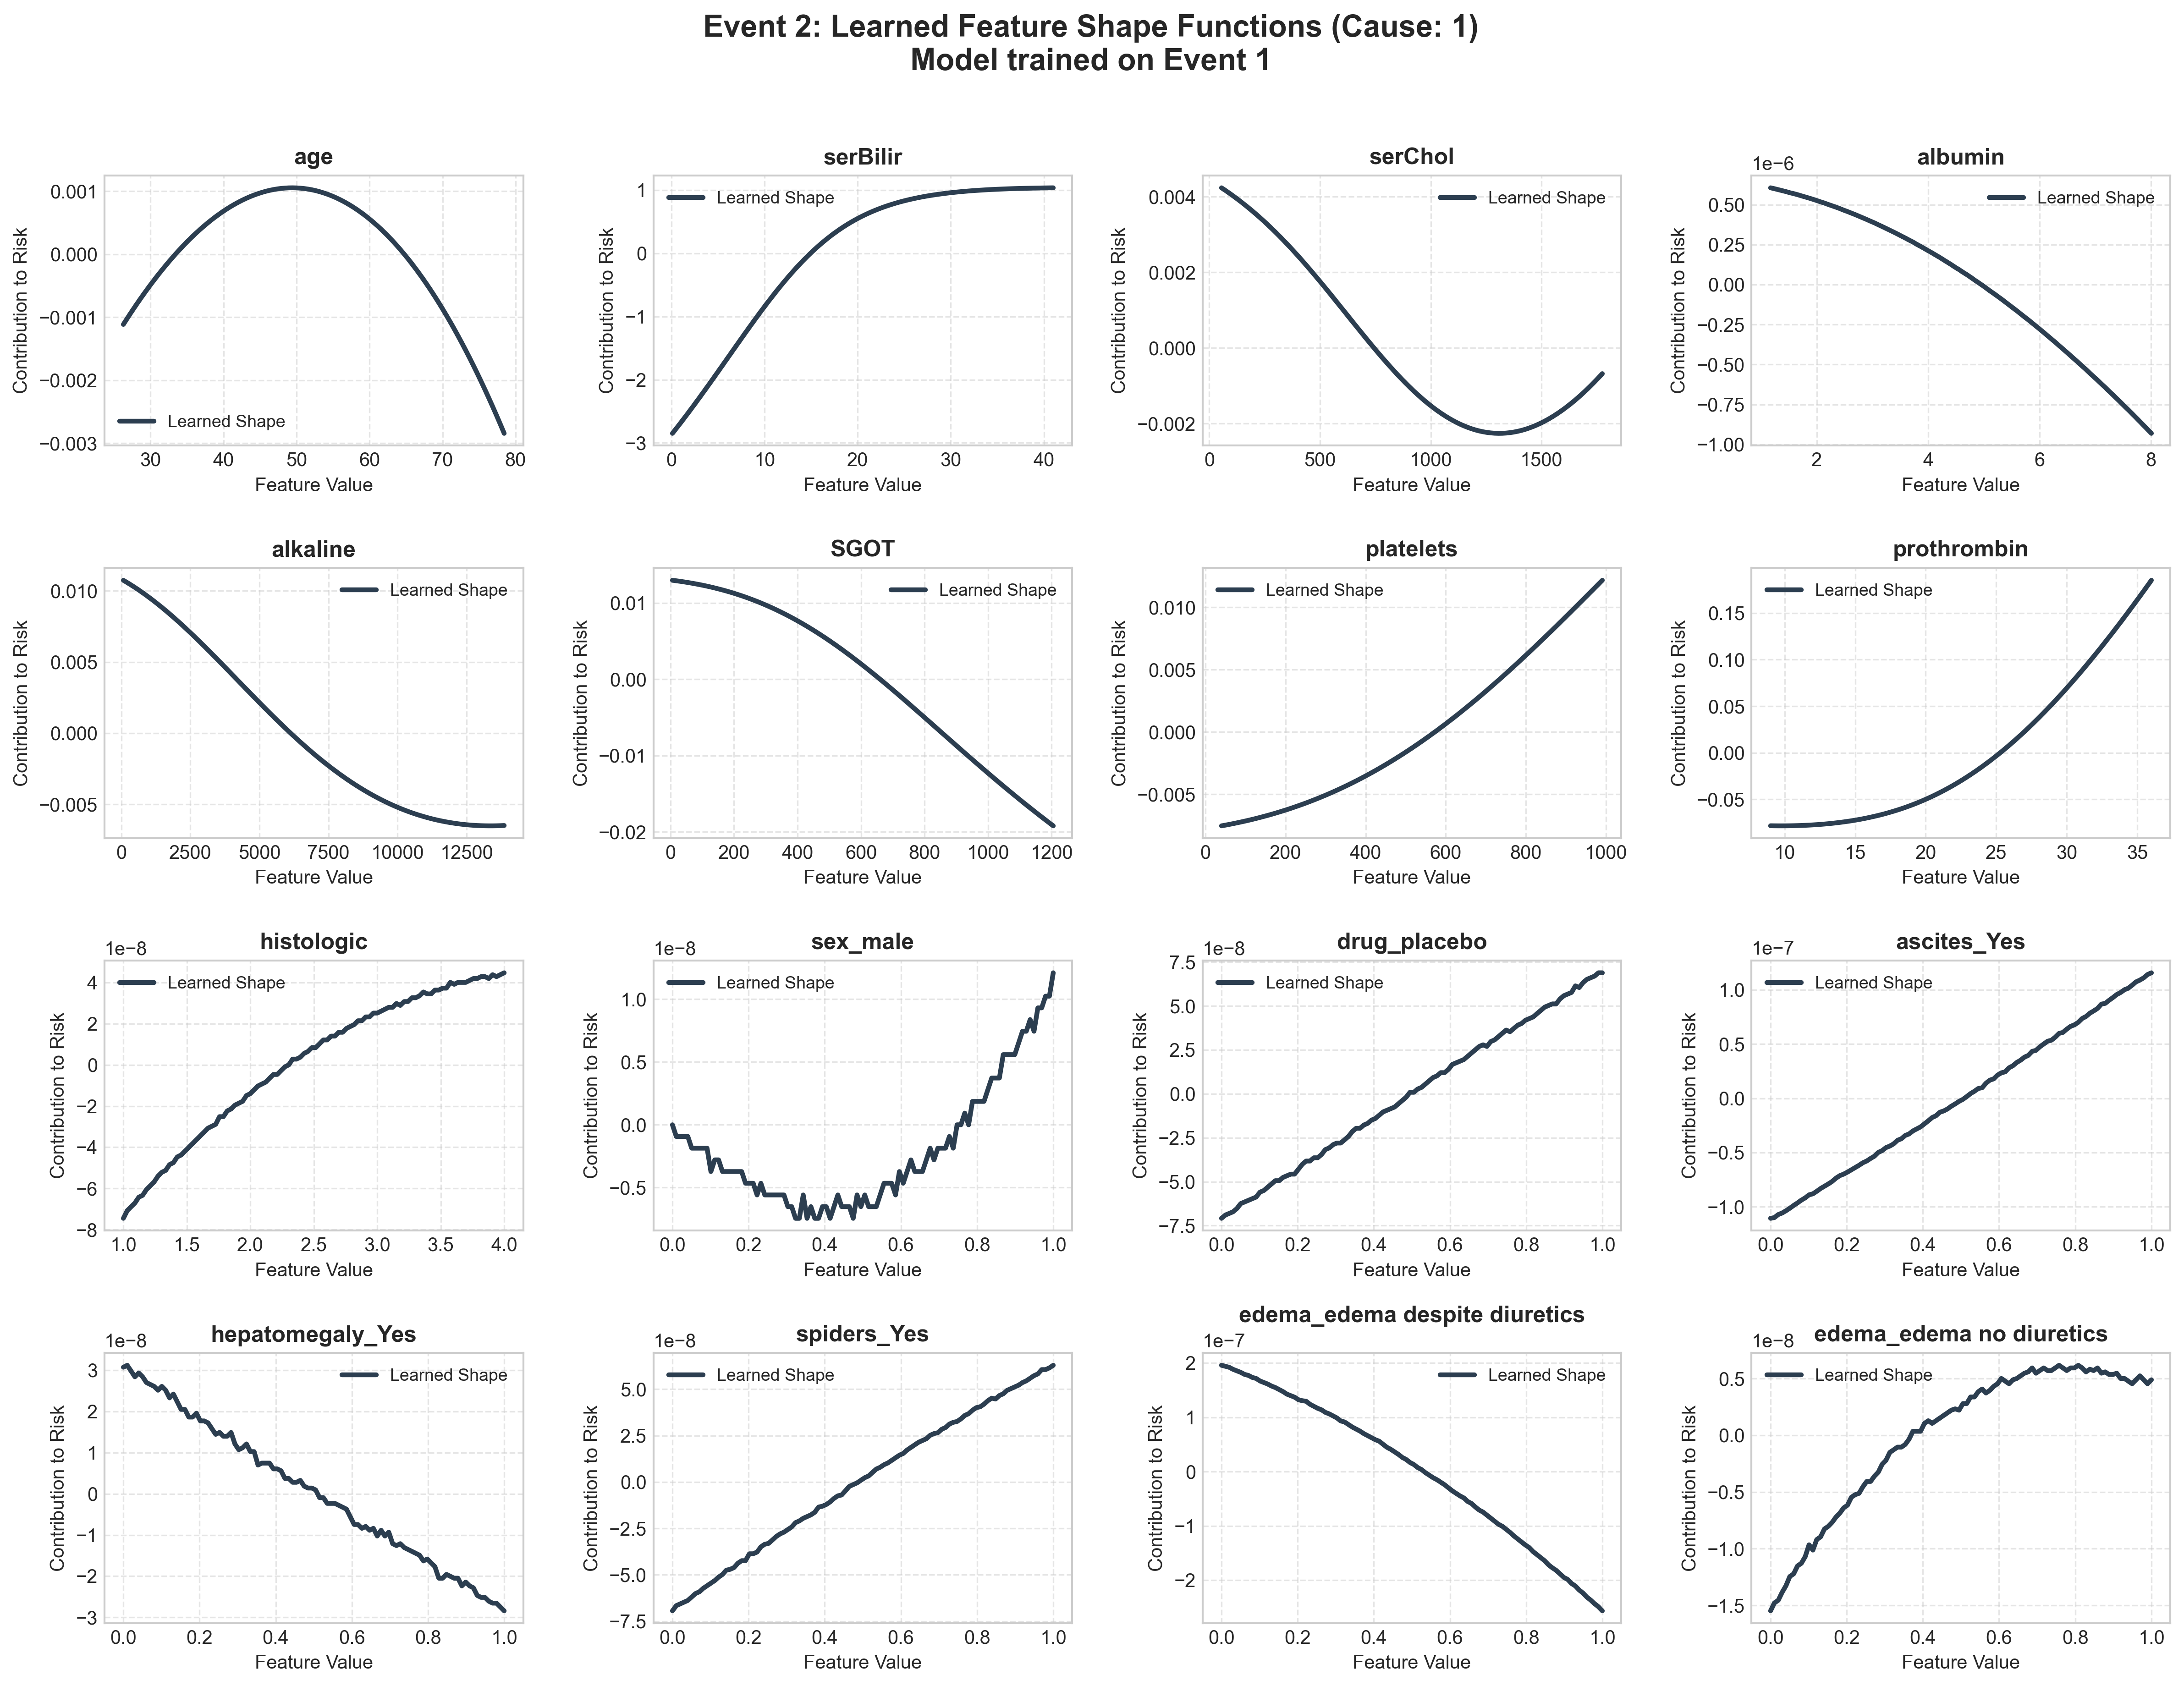 Event 2: Learned Feature Shape Functions (Cause: 1)
Model trained on Event 1
age
Contribution to Risk
0.001
0.000
−0.001
−0.002
−0.003
Learned Shape
30 40 50 60 70 80
Feature Value
serBilir
Contribution to Risk
1
0
−1
−2
−3
Learned Shape
0 10 20 30 40
Feature Value
serChol
Contribution to Risk
0.004
0.002
0.000
−0.002
Learned Shape
0 500 1000 1500
Feature Value
albumin
1e−6
Contribution to Risk
0.50
0.25
0.00
−0.25
−0.50
−0.75
−1.00
Learned Shape
2 4 6 8
Feature Value
alkaline
Contribution to Risk
0.010
0.005
0.000
−0.005
Learned Shape
0 2500 5000 7500 10000 12500
Feature Value
SGOT
Contribution to Risk
0.01
0.00
−0.01
−0.02
Learned Shape
0 200 400 600 800 1000 1200
Feature Value
platelets
Contribution to Risk
0.010
0.005
0.000
−0.005
Learned Shape
0 200 400 600 800 1000
Feature Value
prothrombin
Contribution to Risk
0.15
0.10
0.05
0.00
−0.05
Learned Shape
10 15 20 25 30 35
Feature Value
histologic
1e−8
Contribution to Risk
4
2
0
−2
−4
−6
−8
Learned Shape
1.0 1.5 2.0 2.5 3.0 3.5 4.0
Feature Value
sex_male
1e−8
Contribution to Risk
1.0
0.5
0.0
−0.5
Learned Shape
0.0 0.2 0.4 0.6 0.8 1.0
Feature Value
drug_placebo
1e−8
Contribution to Risk
7.5
5.0
2.5
0.0
−2.5
−5.0
−7.5
Learned Shape
0.0 0.2 0.4 0.6 0.8 1.0
Feature Value
ascites_Yes
1e−7
Contribution to Risk
1.0
0.5
0.0
−0.5
−1.0
Learned Shape
0.0 0.2 0.4 0.6 0.8 1.0
Feature Value
hepatomegaly_Yes
1e−8
Contribution to Risk
3
2
1
0
−1
−2
−3
Learned Shape
0.0 0.2 0.4 0.6 0.8 1.0
Feature Value
spiders_Yes
1e−8
Contribution to Risk
5.0
2.5
0.0
−2.5
−5.0
−7.5
Learned Shape
0.0 0.2 0.4 0.6 0.8 1.0
Feature Value
edema_edema despite diuretics
1e−7
Contribution to Risk
2
1
0
−1
−2
Learned Shape
0.0 0.2 0.4 0.6 0.8 1.0
Feature Value
edema_edema no diuretics
1e−8
Contribution to Risk
0.5
0.0
−0.5
−1.0
−1.5
Learned Shape
0.0 0.2 0.4 0.6 0.8 1.0
Feature Value